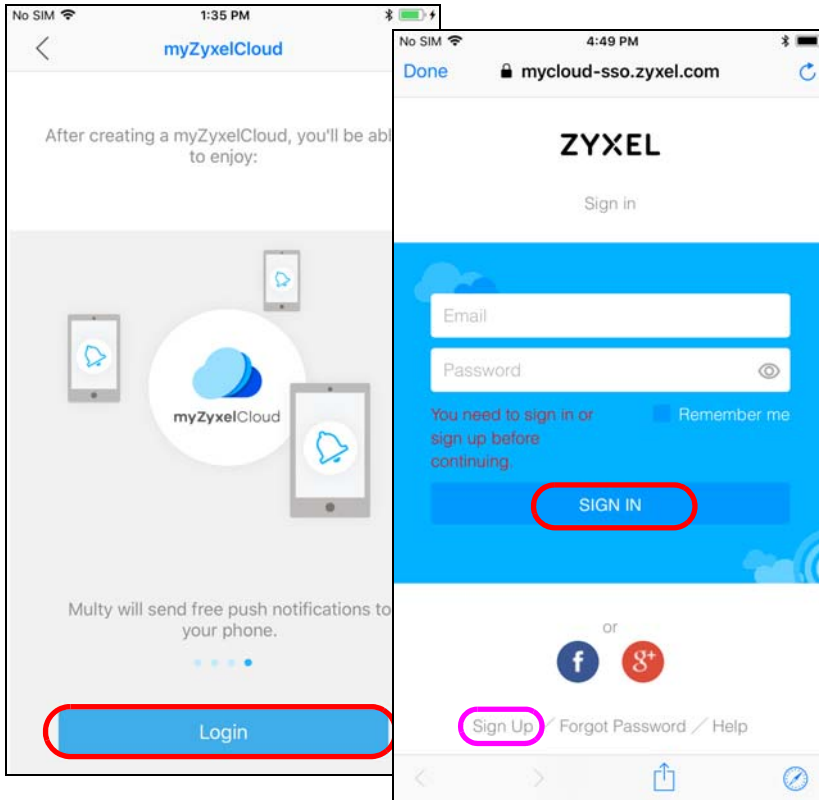 No SIM 1:35 PM
myZyxelCloud
After creating a myZyxelCloud, you'll be abl
to enjoy:
myZyxelCloud
Multy will send free push notifications to
your phone.
Login
No SIM 4:49 PM
Done mycloud-sso.zyxel.com
ZYXEL
Sign in
Email
Password
You need to sign in or
sign up before
continuing.
Remember me
SIGN IN
or
f 8+
Sign Up / Forgot Password / Help